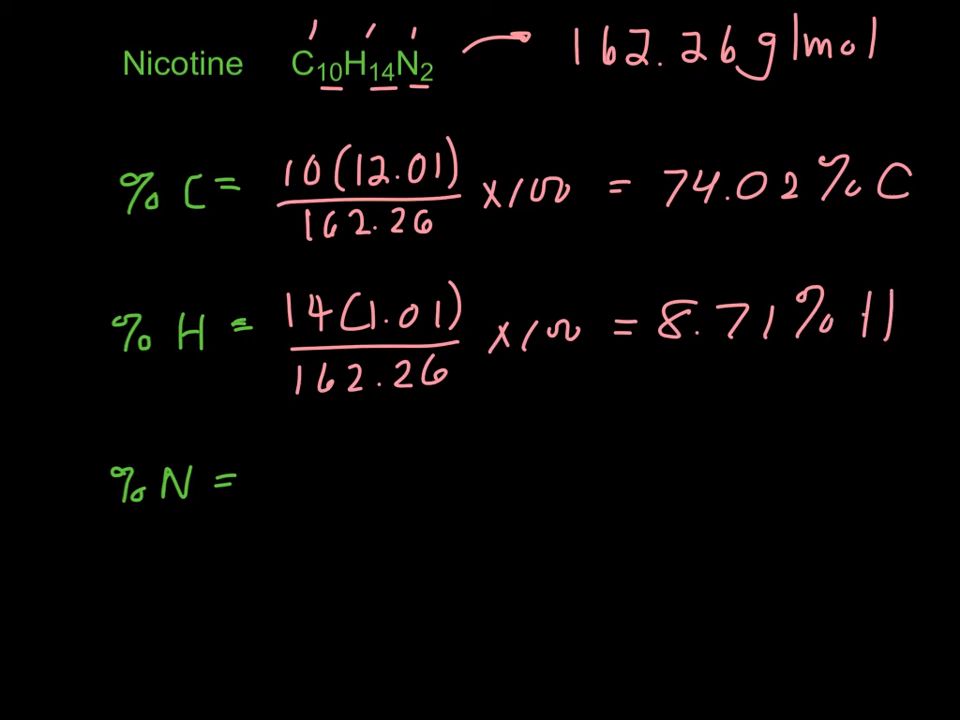 Nicotine C₁₀H₁₄N₂ → 162.26g/mol
% C = 10(12.01) / 162.26 x100 = 74.02% C
% H = 14(1.01) / 162.26 x100 = 8.71% H
% N =